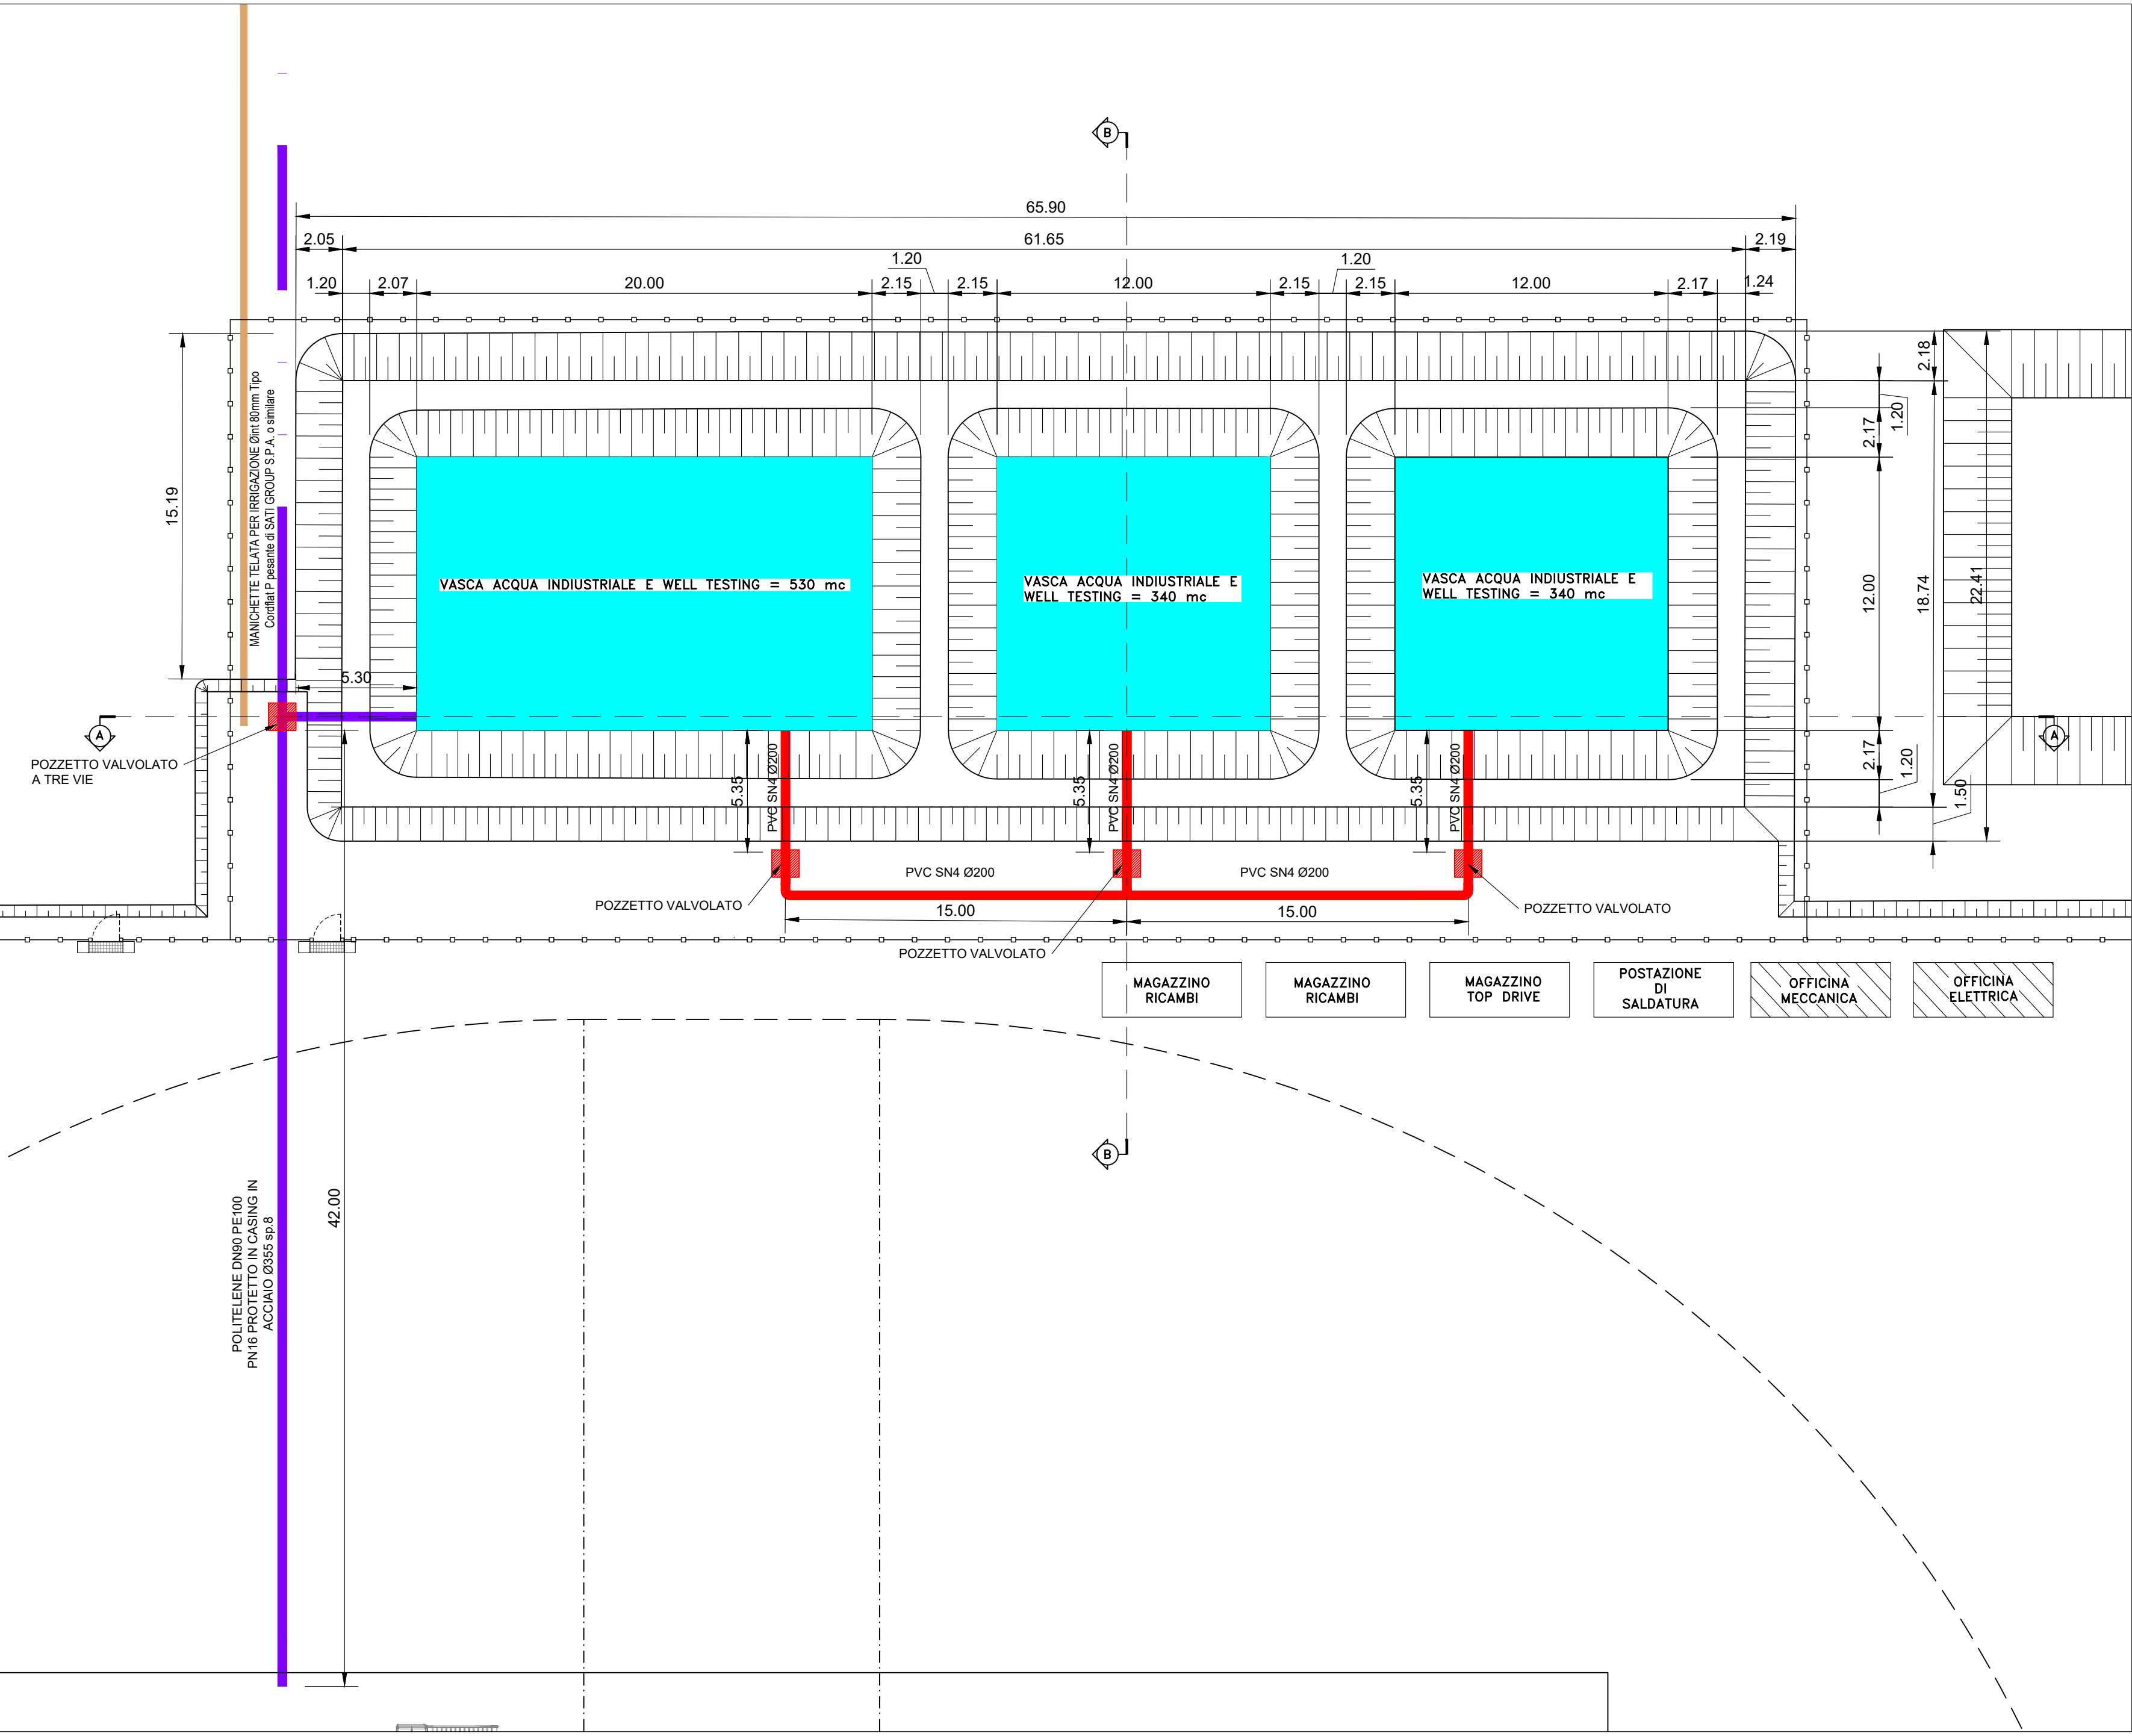 B
65.90
2.05
61.65
2.19
1.20
1.20
1.20
2.07
20.00
2.15
2.15
12.00
2.15
2.15
12.00
2.17
1.24
15.19
MANICHETTE TELATA PER IRRIGAZIONE Øint 80mm Tipo
Cordflat P pesante di SATI GROUP S.P.A. o similare
2.18
1.20
2.17
VASCA ACQUA INDIUSTRIALE E WELL TESTING = 530 mc
VASCA ACQUA INDIUSTRIALE E
WELL TESTING = 340 mc
VASCA ACQUA INDIUSTRIALE E
WELL TESTING = 340 mc
12.00
18.74
22.41
5.30
A
A
POZZETTO VALVOLATO
A TRE VIE
5.35
PVC SN4 Ø200
5.35
PVC SN4 Ø200
5.35
PVC SN4 Ø200
2.17
1.20
1.50
PVC SN4 Ø200
PVC SN4 Ø200
POZZETTO VALVOLATO
15.00
15.00
POZZETTO VALVOLATO
POZZETTO VALVOLATO
MAGAZZINO
RICAMBI
MAGAZZINO
RICAMBI
MAGAZZINO
TOP DRIVE
POSTAZIONE
DI
SALDATURA
OFFICINA
MECCANICA
OFFICINA
ELETTRICA
B
42.00
POLITELENE DN90 PE100
PN16 PROTETTO IN CASING IN
ACCIAIO Ø355 sp.8